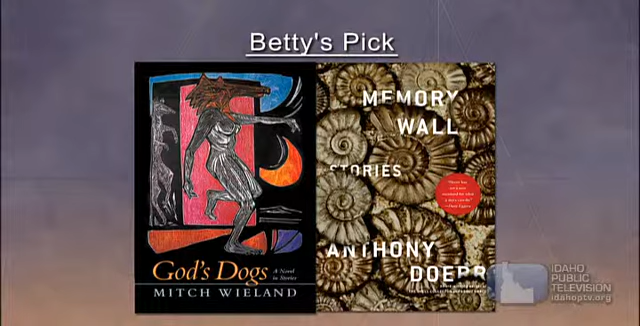 Betty's Pick
God's Dogs
A Novel
in Stories
MITCH WIELAND
MEMORY
WALL
STORIES
ANTHONY
DOERR
IDAHO
PUBLIC
TELEVISION
idahoptv.org